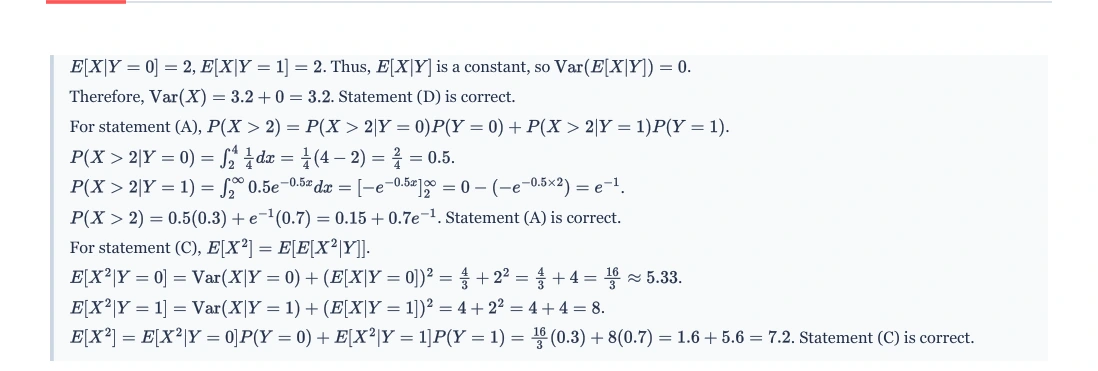 E[X|Y = 0] = 2, E[X|Y = 1] = 2. Thus, E[X|Y] is a constant, so Var(E[X|Y]) = 0.
Therefore, Var(X) = 3.2 + 0 = 3.2. Statement (D) is correct.
For statement (A), P(X > 2) = P(X > 2|Y = 0)P(Y = 0) + P(X > 2|Y = 1)P(Y = 1).
P(X > 2|Y = 0) = ∫₂⁴ 1/4 dx = 1/4(4 − 2) = 2/4 = 0.5.
P(X > 2|Y = 1) = ∫₂^∞ 0.5e^{−0.5x}dx = [−e^{−0.5x}]₂^∞ = 0 − (−e^{−0.5×2}) = e^{−1}.
P(X > 2) = 0.5(0.3) + e^{−1}(0.7) = 0.15 + 0.7e^{−1}. Statement (A) is correct.
For statement (C), E[X²] = E[E[X²|Y]].
E[X²|Y = 0] = Var(X|Y = 0) + (E[X|Y = 0])² = 4/3 + 2² = 4/3 + 4 = 16/3 ≈ 5.33.
E[X²|Y = 1] = Var(X|Y = 1) + (E[X|Y = 1])² = 4 + 2² = 4 + 4 = 8.
E[X²] = E[X²|Y = 0]P(Y = 0) + E[X²|Y = 1]P(Y = 1) = 16/3(0.3) + 8(0.7) = 1.6 + 5.6 = 7.2. Statement (C) is correct.